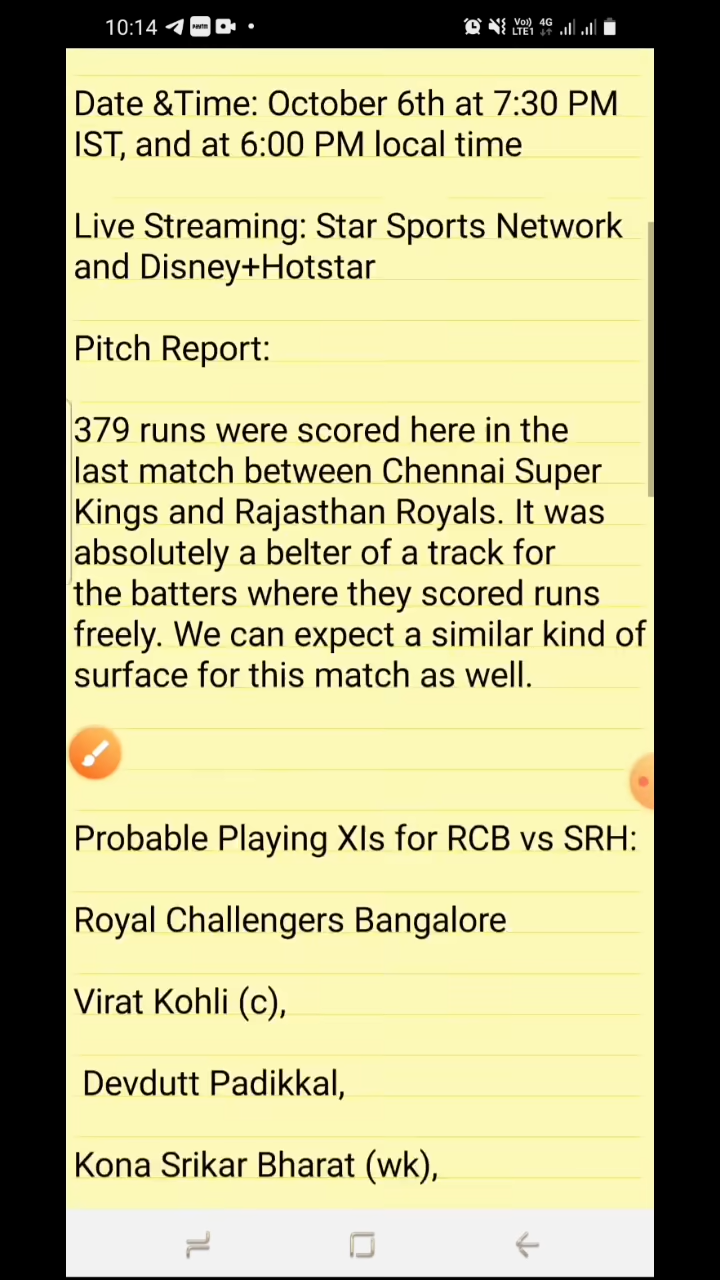 10:14
Paytm
Vo)) 4G
LTE1
Date &Time: October 6th at 7:30 PM
IST, and at 6:00 PM local time
Live Streaming: Star Sports Network
and Disney+Hotstar
Pitch Report:
379 runs were scored here in the
last match between Chennai Super
Kings and Rajasthan Royals. It was
absolutely a belter of a track for
the batters where they scored runs
freely. We can expect a similar kind of
surface for this match as well.
Probable Playing XIs for RCB vs SRH:
Royal Challengers Bangalore
Virat Kohli (c),
Devdutt Padikkal,
Kona Srikar Bharat (wk),